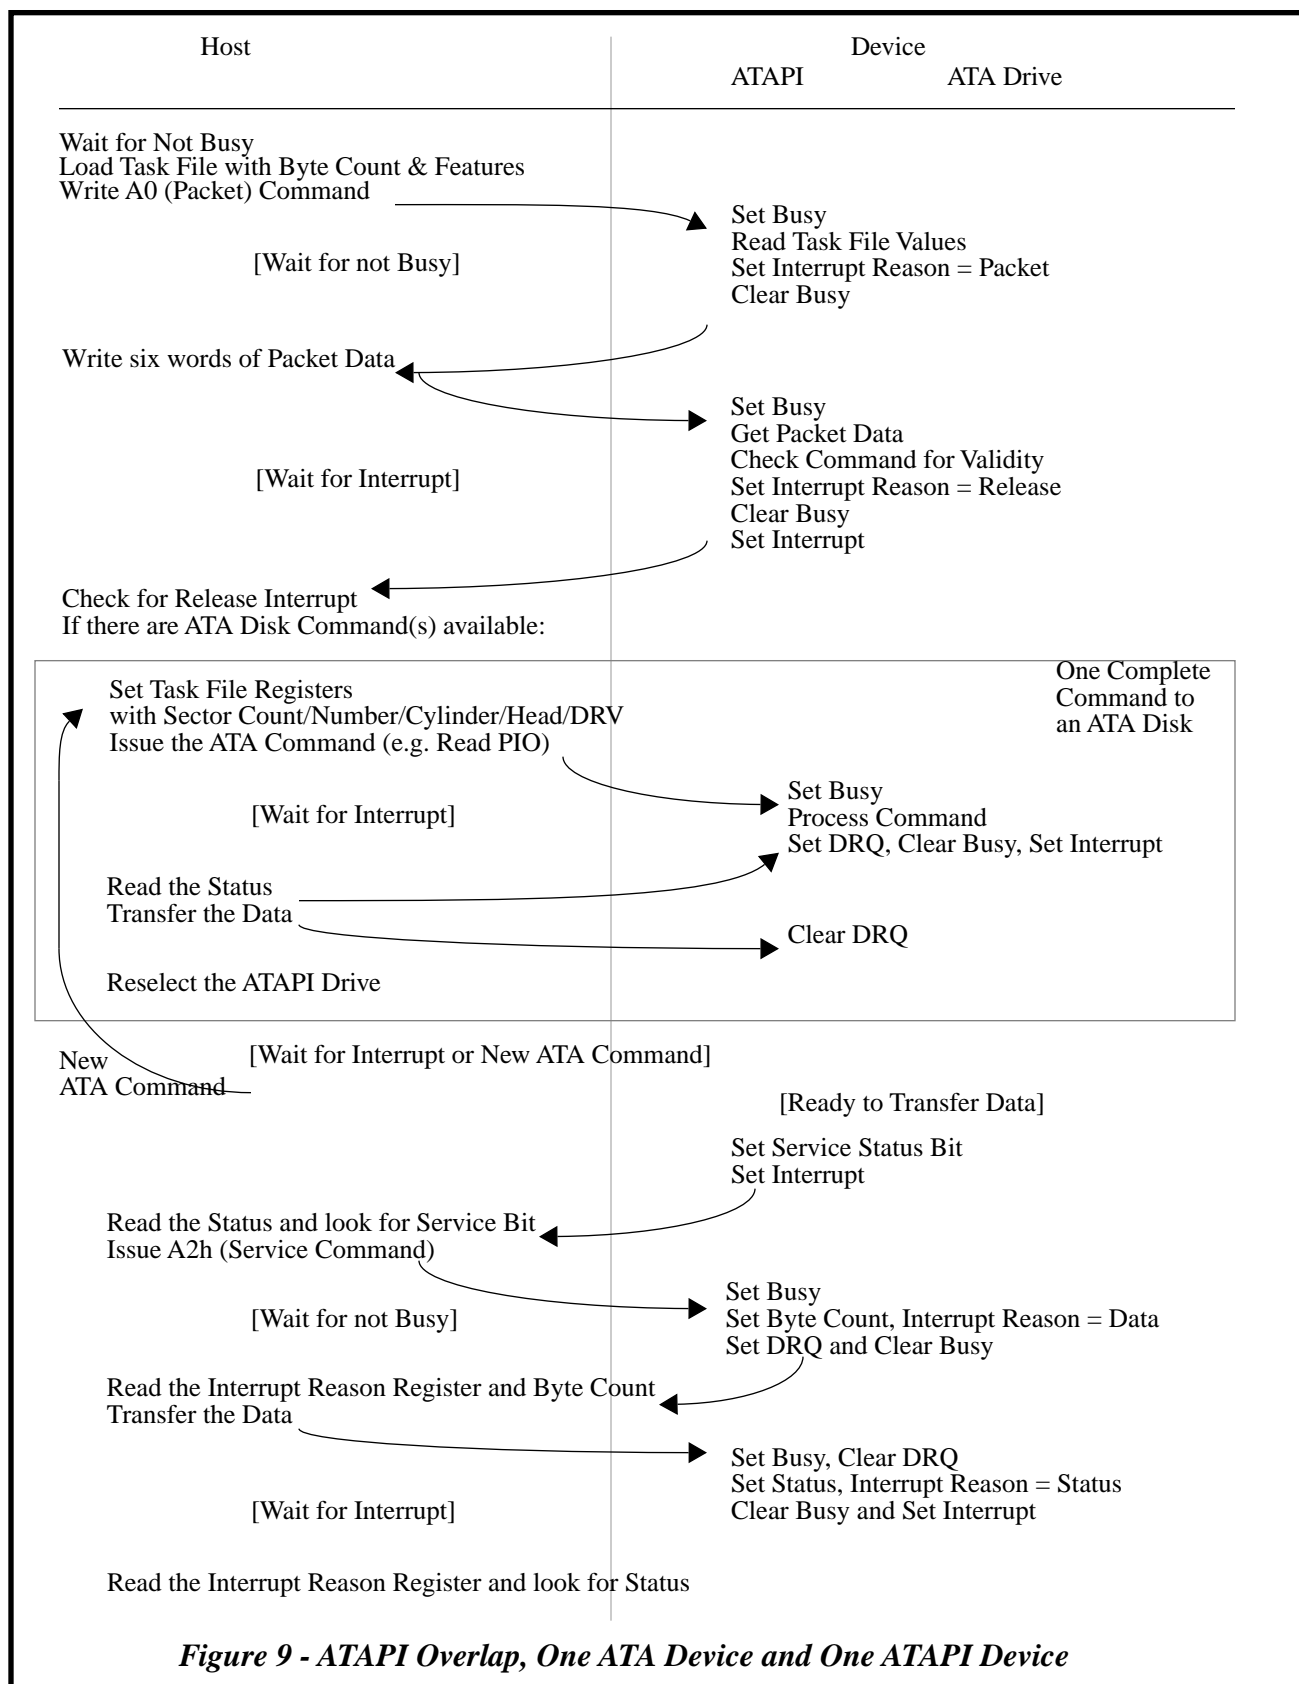 Host
Device
ATAPI ATA Drive
Wait for Not Busy
Load Task File with Byte Count & Features
Write A0 (Packet) Command
Set Busy
Read Task File Values
[Wait for not Busy]
Set Interrupt Reason = Packet
Clear Busy
Write six words of Packet Data
Set Busy
Get Packet Data
Check Command for Validity
[Wait for Interrupt]
Set Interrupt Reason = Release
Clear Busy
Set Interrupt
Check for Release Interrupt
If there are ATA Disk Command(s) available:
One Complete
Command to
an ATA Disk
Set Task File Registers
with Sector Count/Number/Cylinder/Head/DRV
Issue the ATA Command (e.g. Read PIO)
Set Busy
[Wait for Interrupt]
Process Command
Set DRQ, Clear Busy, Set Interrupt
Read the Status
Transfer the Data
Clear DRQ
Reselect the ATAPI Drive
[Wait for Interrupt or New ATA Command]
New
ATA Command
[Ready to Transfer Data]
Set Service Status Bit
Set Interrupt
Read the Status and look for Service Bit
Issue A2h (Service Command)
Set Busy
[Wait for not Busy]
Set Byte Count, Interrupt Reason = Data
Set DRQ and Clear Busy
Read the Interrupt Reason Register and Byte Count
Transfer the Data
Set Busy, Clear DRQ
Set Status, Interrupt Reason = Status
[Wait for Interrupt]
Clear Busy and Set Interrupt
Read the Interrupt Reason Register and look for Status
Figure 9 - ATAPI Overlap, One ATA Device and One ATAPI Device